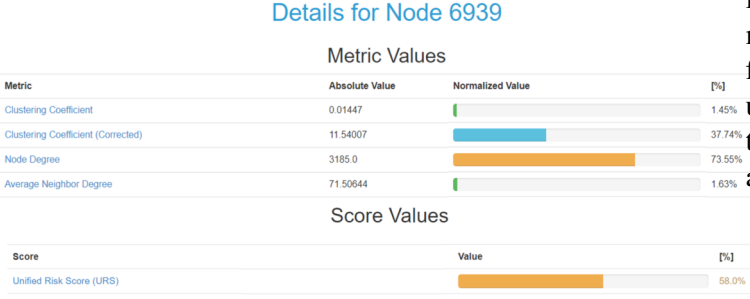 Details for Node 6939
Metric Values
Metric Absolute Value Normalized Value [%]
Clustering Coefficient 0.01447 1.45%
Clustering Coefficient (Corrected) 11.54007 37.74%
Node Degree 3185.0 73.55%
Average Neighbor Degree 71.50644 1.63%
Score Values
Score Value [%]
Unified Risk Score (URS) 58.0%